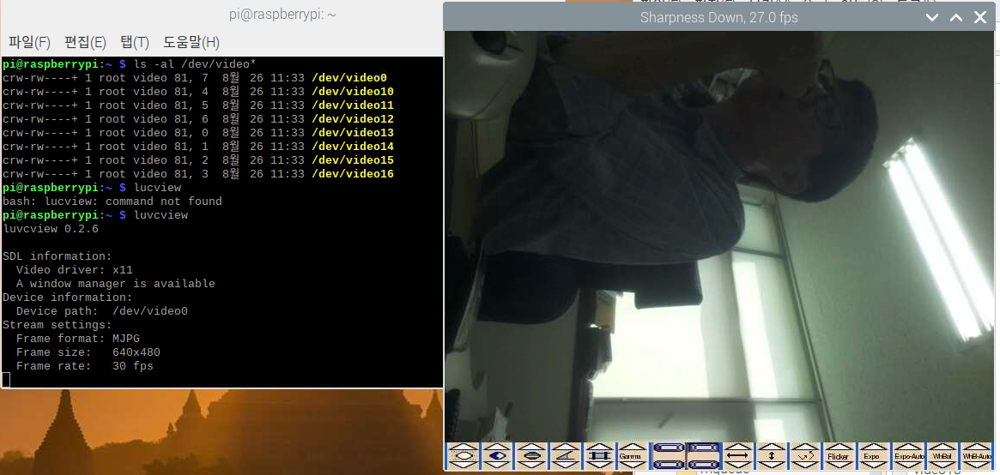 pi@raspberrypi: ~
파일(F) 편집(E) 탭(T) 도움말(H)
pi@raspberrypi:~ $ ls -al /dev/video*
crw-rw----+ 1 root video 81, 7 8월 26 11:33 /dev/video0
crw-rw----+ 1 root video 81, 4 8월 26 11:33 /dev/video10
crw-rw----+ 1 root video 81, 5 8월 26 11:33 /dev/video11
crw-rw----+ 1 root video 81, 6 8월 26 11:33 /dev/video12
crw-rw----+ 1 root video 81, 0 8월 26 11:33 /dev/video13
crw-rw----+ 1 root video 81, 1 8월 26 11:33 /dev/video14
crw-rw----+ 1 root video 81, 2 8월 26 11:33 /dev/video15
crw-rw----+ 1 root video 81, 3 8월 26 11:33 /dev/video16
pi@raspberrypi:~ $ lucview
bash: lucview: command not found
pi@raspberrypi:~ $ luvcview
luvcview 0.2.6
SDL information:
Video driver: x11
A window manager is available
Device information:
Device path: /dev/video0
Stream settings:
Frame format: MJPG
Frame size: 640x480
Frame rate: 30 fps
Sharpness Down, 27.0 fps
Gamma Flicker Expo Expo-Auto WhBal WhB-Auto